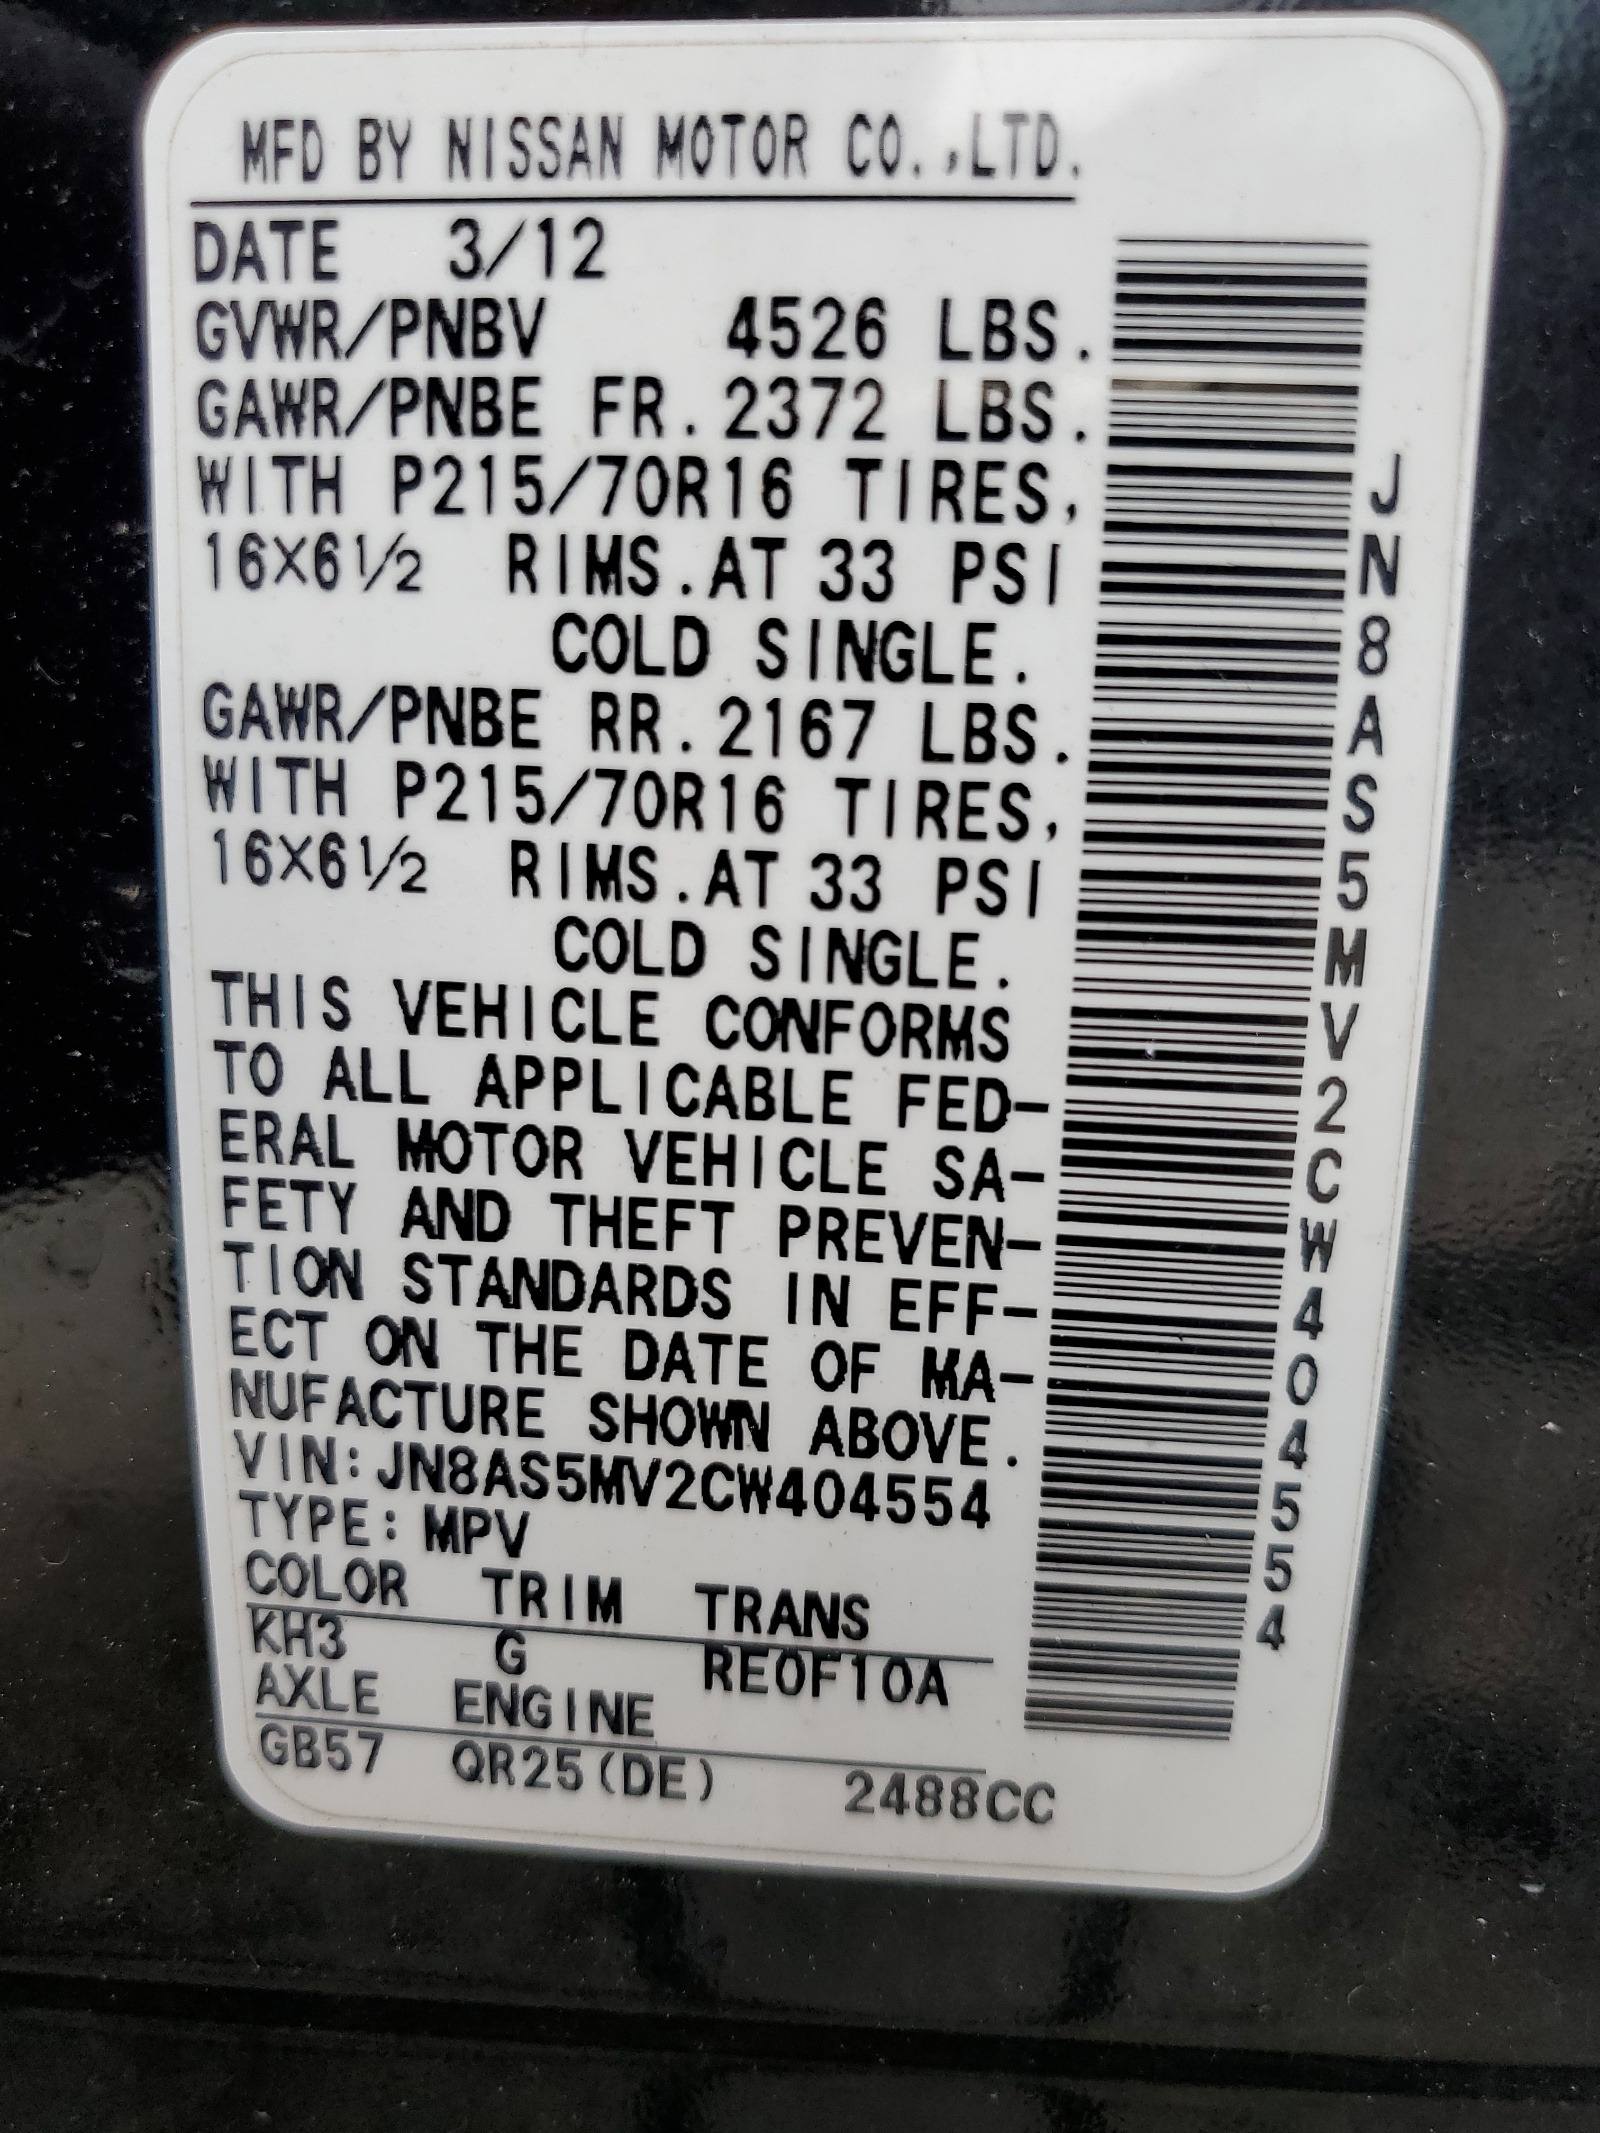 MFD BY NISSAN MOTOR CO.,LTD.
DATE 3/12
GVWR/PNBV 4526 LBS.
GAWR/PNBE FR. 2372 LBS.
WITH P215/70R16 TIRES,
16X6½ RIMS.AT 33 PSI
COLD SINGLE.
GAWR/PNBE RR. 2167 LBS.
WITH P215/70R16 TIRES,
16X6½ RIMS.AT 33 PSI
COLD SINGLE.
THIS VEHICLE CONFORMS
TO ALL APPLICABLE FED-
ERAL MOTOR VEHICLE SA-
FETY AND THEFT PREVEN-
TION STANDARDS IN EFF-
ECT ON THE DATE OF MA-
NUFACTURE SHOWN ABOVE.
VIN:JN8AS5MV2CW404554
TYPE:MPV
COLOR TRIM TRANS
KH3 G RE0F10A
AXLE ENGINE
GB57 QR25(DE) 2488CC
JN8AS5MV2CW404554